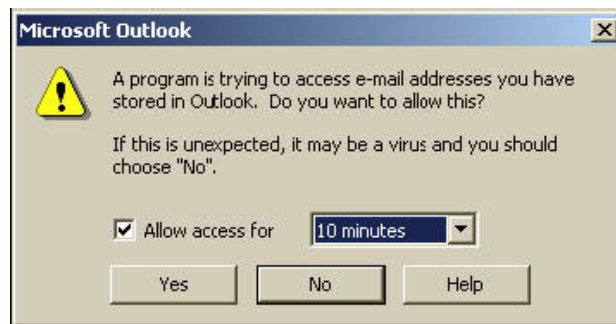 Microsoft Outlook
A program is trying to access e-mail addresses you have
stored in Outlook. Do you want to allow this?
If this is unexpected, it may be a virus and you should
choose "No".
Allow access for 10 minutes
Yes No Help